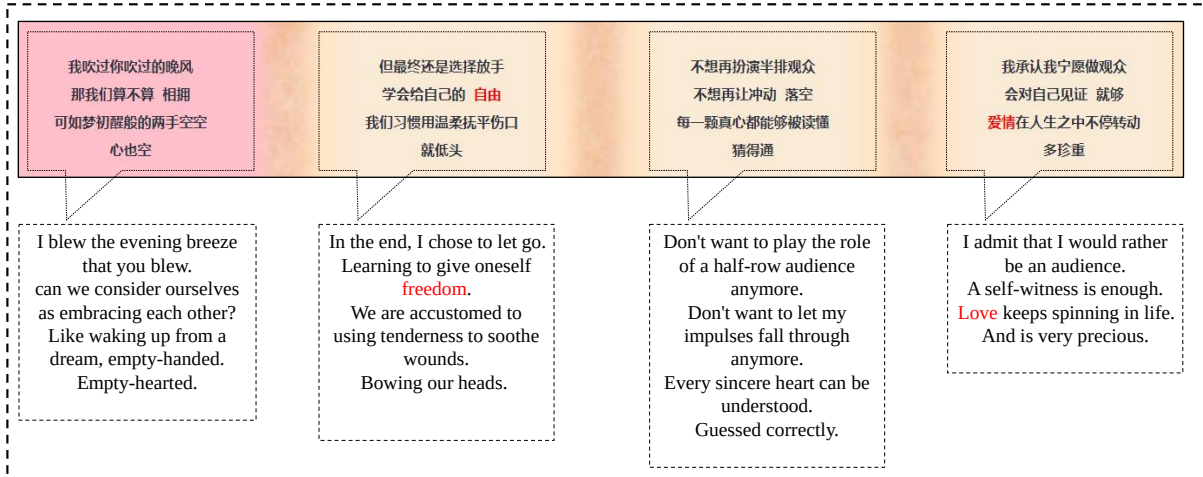 我吹过你吹过的晚风
那我们算不算 相拥
可如梦初醒般的两手空空
心也空
但最终还是选择放手
学会给自己的 自由
我们习惯用温柔抚平伤口
就低头
不想再扮演半排观众
不想再让冲动 落空
每一颗真心都能够被读懂
猜得通
我承认我宁愿做观众
会对自己见证 就够
爱情在人生之中不停转动
多珍重
I blew the evening breeze
that you blew.
can we consider ourselves
as embracing each other?
Like waking up from a
dream, empty-handed.
Empty-hearted.
In the end, I chose to let go.
Learning to give oneself
freedom.
We are accustomed to
using tenderness to soothe
wounds.
Bowing our heads.
Don't want to play the role
of a half-row audience
anymore.
Don't want to let my
impulses fall through
anymore.
Every sincere heart can be
understood.
Guessed correctly.
I admit that I would rather
be an audience.
A self-witness is enough.
Love keeps spinning in life.
And is very precious.